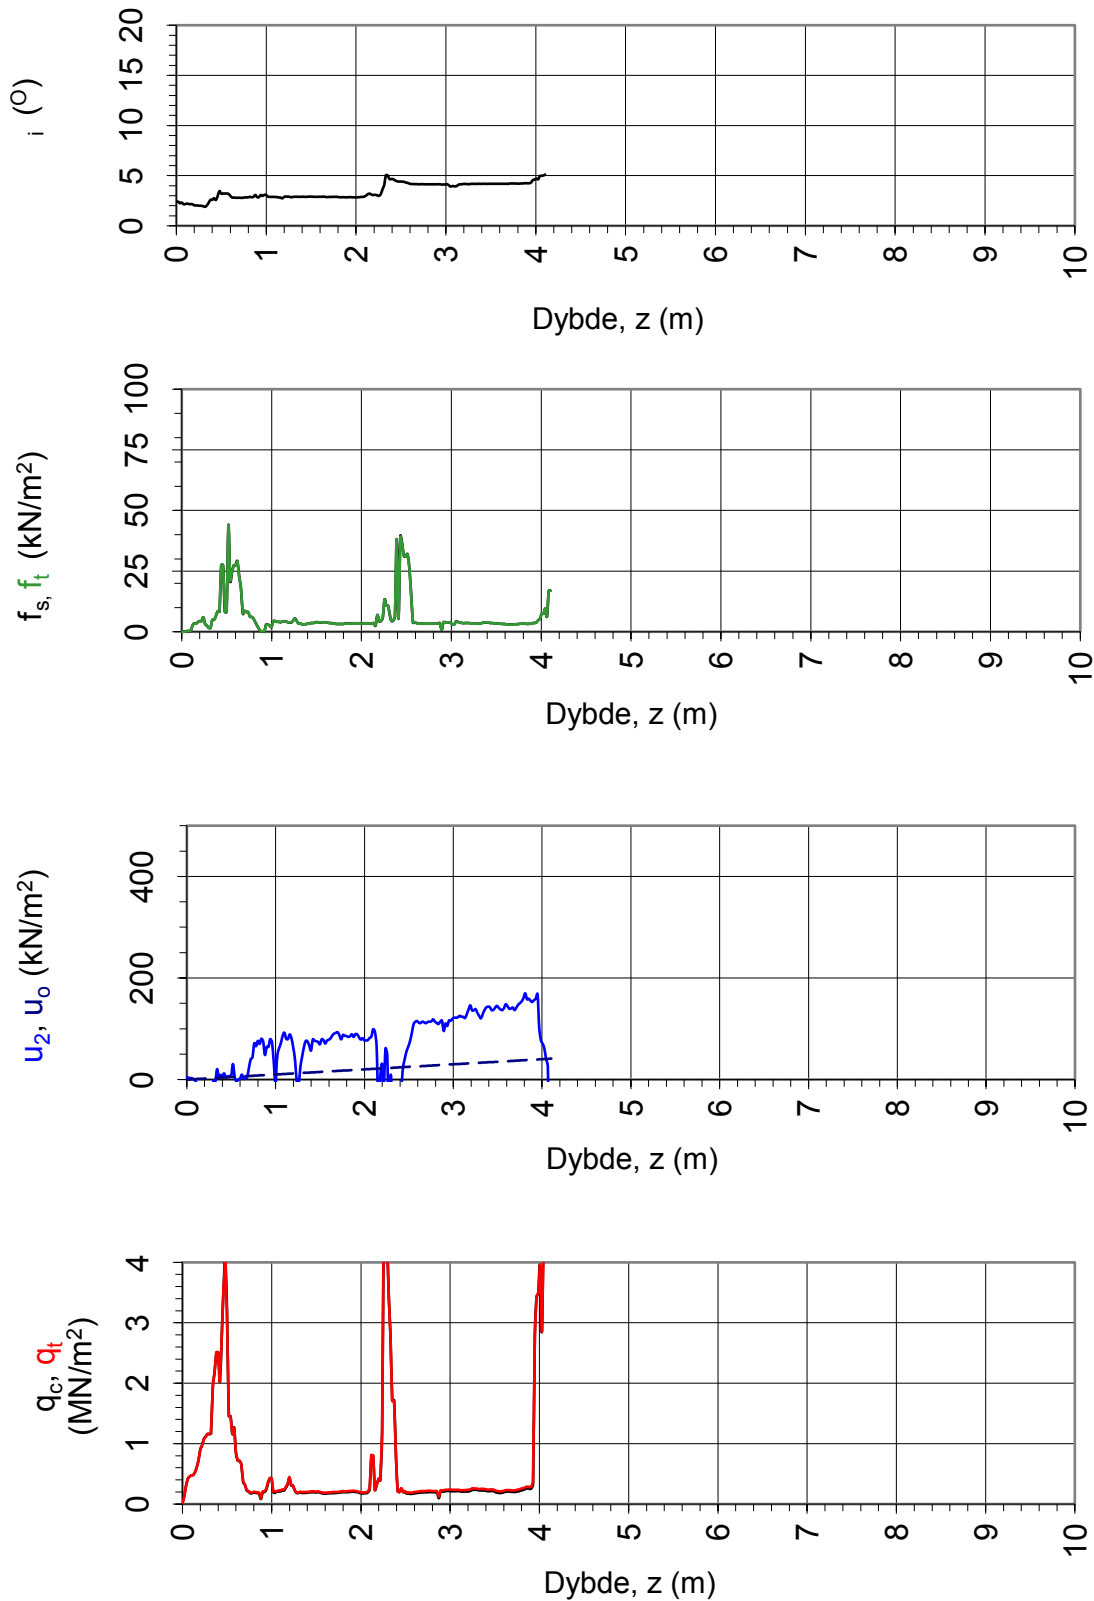 i (O)
20
15
10
5
0
0 1 2 3 4 5 6 7 8 9 10
Dybde, z (m)
fs, ft (kN/m2)
100
75
50
25
0
0 1 2 3 4 5 6 7 8 9 10
Dybde, z (m)
u2, uo (kN/m2)
400
200
0
0 1 2 3 4 5 6 7 8 9 10
Dybde, z (m)
qc, qt
(MN/m2)
4
3
2
1
0
0 1 2 3 4 5 6 7 8 9 10
Dybde, z (m)